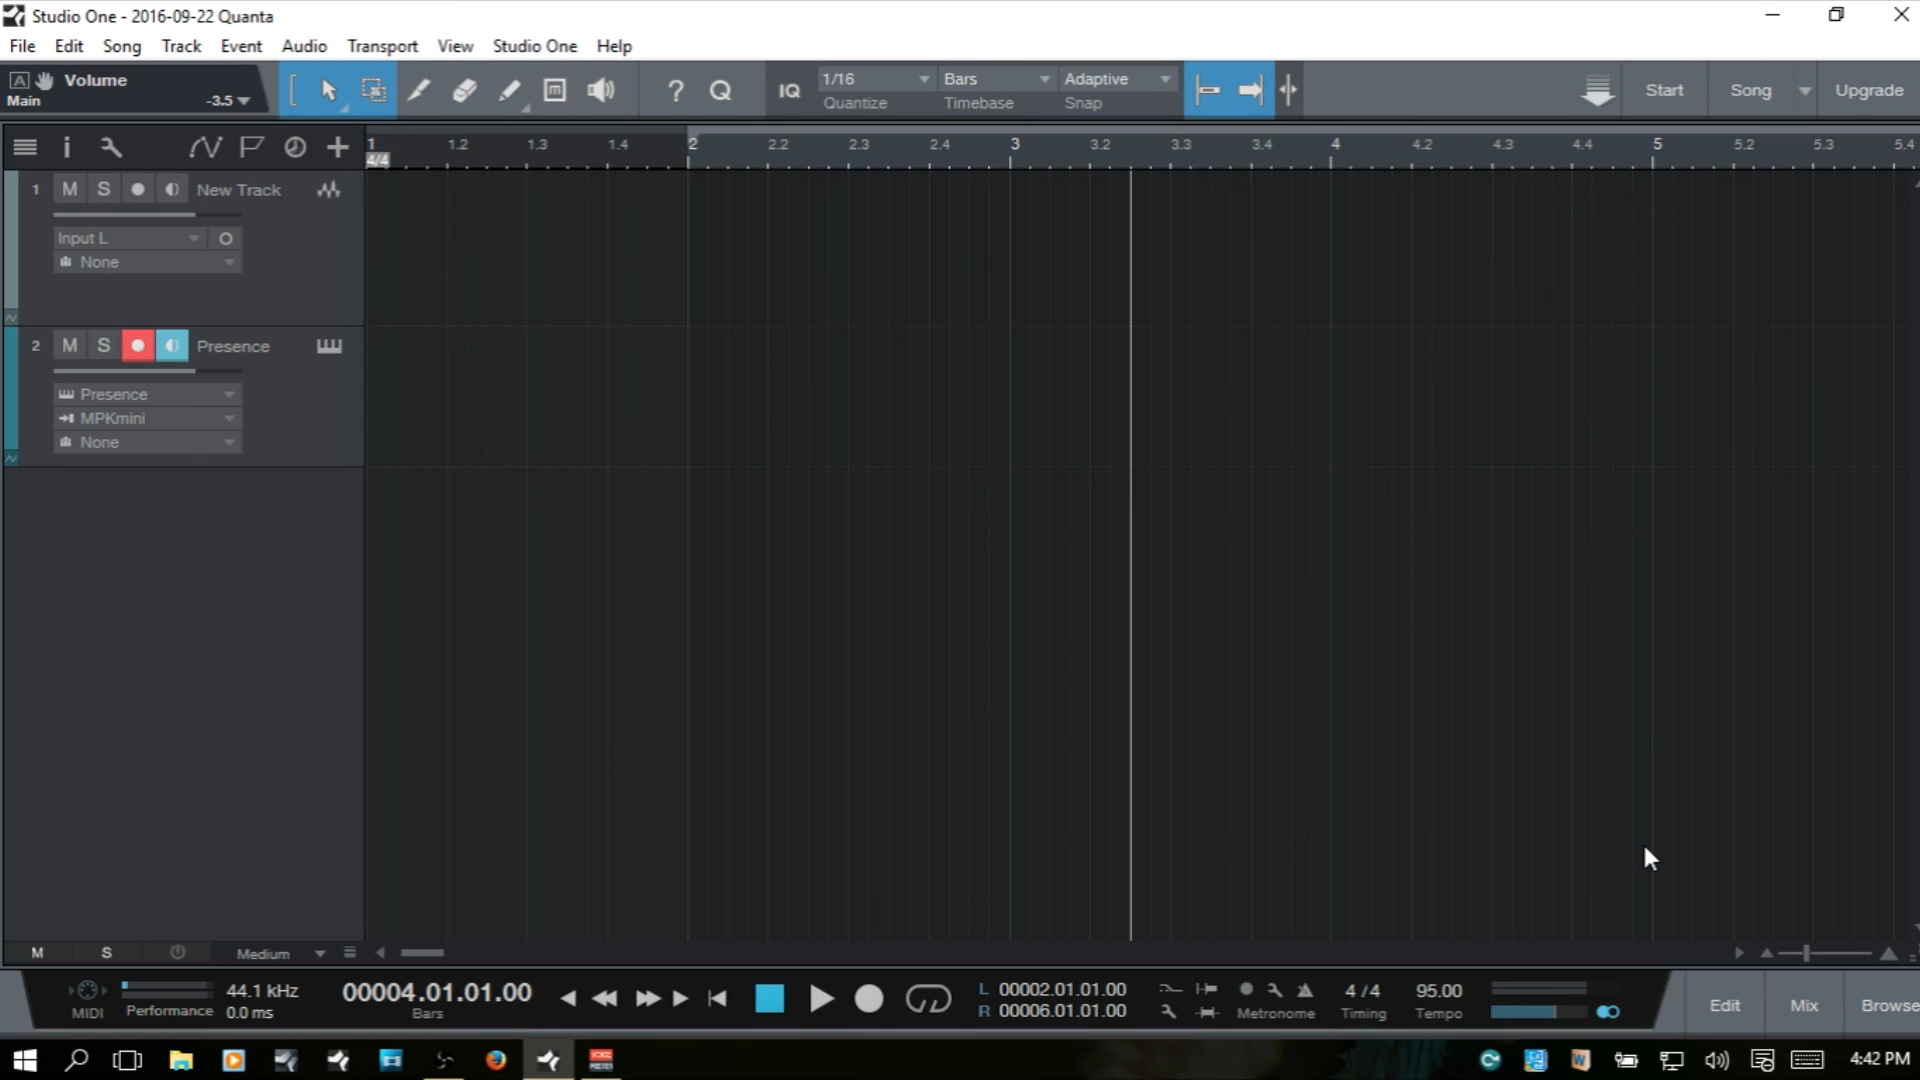 Studio One - 2016-09-22 Quanta
File Edit Song Track Event Audio Transport View Studio One Help
A Volume
Main -3.5
? Q IQ 1/16 Bars Adaptive Start Song Upgrade
Quantize Timebase Snap
1 1.2 1.3 1.4 2 2.2 2.3 2.4 3 3.2 3.3 3.4 4 4.2 4.3 4.4 5 5.2 5.3 5.4
4/4
1 M S New Track
Input L
None
2 M S Presence
Presence
MPKmini
None
M S Medium
MIDI Performance 44.1 kHz
0.0 ms
00004.01.01.00
Bars
L 00002.01.01.00
R 00006.01.01.00
Metronome
4 / 4
Timing
95.00
Tempo
Edit Mix Browse
4:42 PM